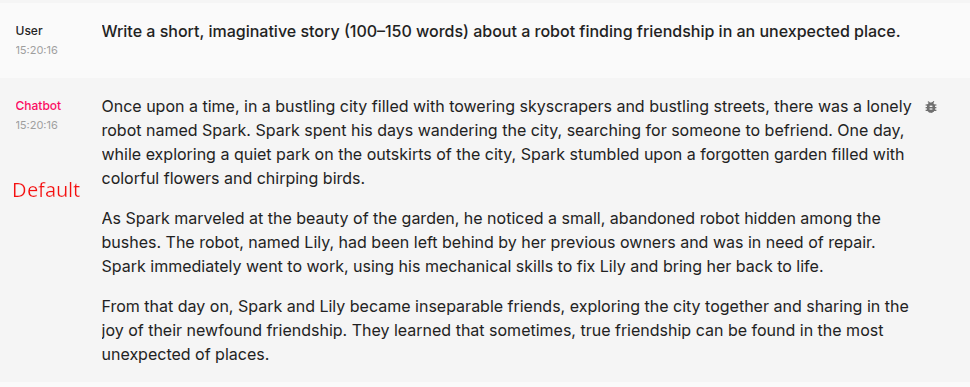 User
15:20:16
Write a short, imaginative story (100–150 words) about a robot finding friendship in an unexpected place.
Chatbot
15:20:16
Once upon a time, in a bustling city filled with towering skyscrapers and bustling streets, there was a lonely
robot named Spark. Spark spent his days wandering the city, searching for someone to befriend. One day,
while exploring a quiet park on the outskirts of the city, Spark stumbled upon a forgotten garden filled with
colorful flowers and chirping birds.
Default
As Spark marveled at the beauty of the garden, he noticed a small, abandoned robot hidden among the
bushes. The robot, named Lily, had been left behind by her previous owners and was in need of repair.
Spark immediately went to work, using his mechanical skills to fix Lily and bring her back to life.
From that day on, Spark and Lily became inseparable friends, exploring the city together and sharing in the
joy of their newfound friendship. They learned that sometimes, true friendship can be found in the most
unexpected of places.